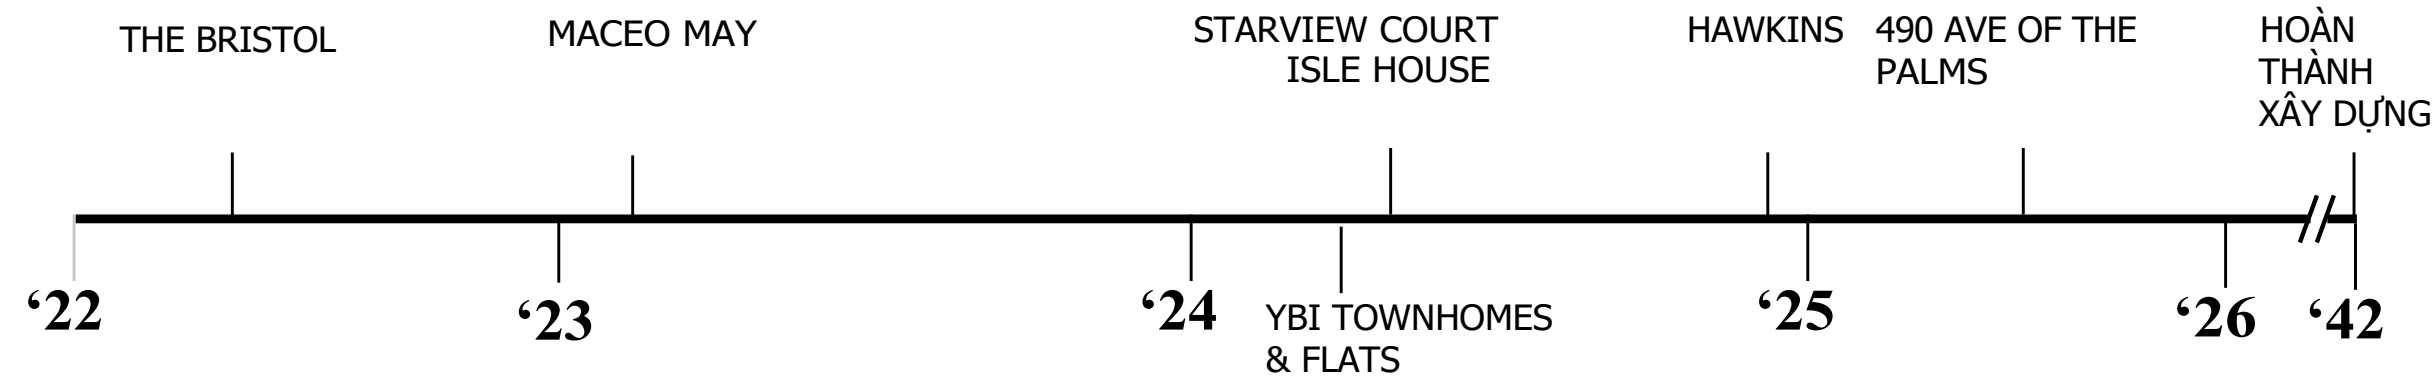 THE BRISTOL
MACEO MAY
STARVIEW COURT
ISLE HOUSE
HAWKINS
490 AVE OF THE
PALMS
HOÀN
THÀNH
XÂY DỰNG
‘22
‘23
‘24
YBI TOWNHOMES
& FLATS
‘25
‘26
‘42